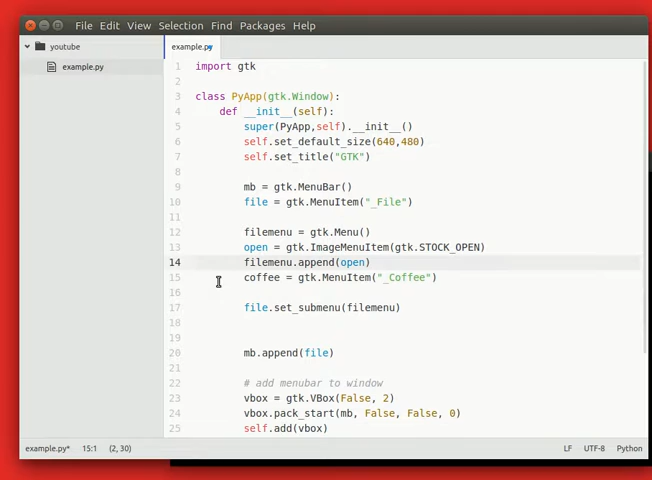 File Edit View Selection Find Packages Help
youtube
example.py
example.py
1 import gtk
2
3 class PyApp(gtk.Window):
4 def __init__(self):
5 super(PyApp,self).__init__()
6 self.set_default_size(640,480)
7 self.set_title("GTK")
8
9 mb = gtk.MenuBar()
10 file = gtk.MenuItem("_File")
11
12 filemenu = gtk.Menu()
13 open = gtk.ImageMenuItem(gtk.STOCK_OPEN)
14 filemenu.append(open)
15 coffee = gtk.MenuItem("_Coffee")
16
17 file.set_submenu(filemenu)
18
19
20 mb.append(file)
21
22 # add menubar to window
23 vbox = gtk.VBox(False, 2)
24 vbox.pack_start(mb, False, False, 0)
25 self.add(vbox)
example.py* 15:1 (2, 30) LF UTF-8 Python